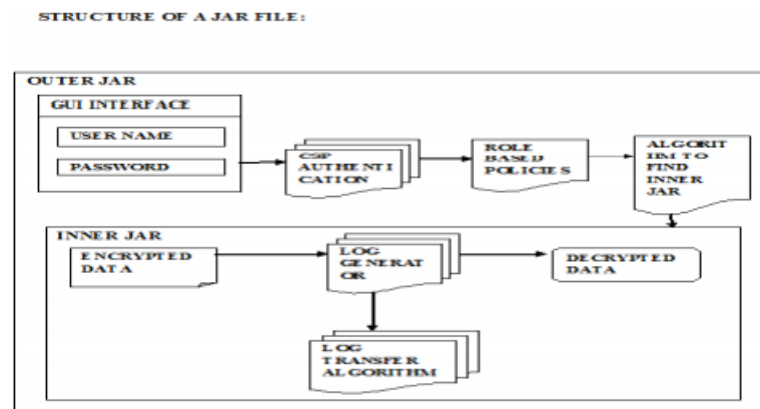 STRUCTURE OF A JAR FILE:
OUTER JAR
GUI INTERFACE
USER NAME
PASSWORD
CSP
AUTHENTI
CATION
ROLE
BASED
POLICIES
ALGORIT
HM TO
FIND
INNER
JAR
INNER JAR
ENCRYPTED
DATA
LOG
GENERAT
OR
DECRYPTED
DATA
LOG
TRANSFER
ALGORITHM